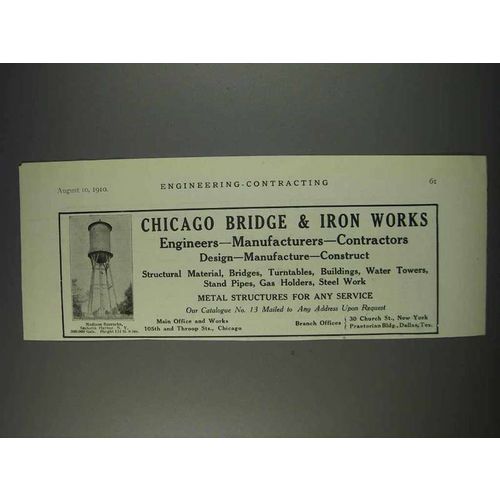 August 10, 1910.
ENGINEERING-CONTRACTING
61
CHICAGO BRIDGE & IRON WORKS
Engineers—Manufacturers—Contractors
Design—Manufacture—Construct
Structural Material, Bridges, Turntables, Buildings, Water Towers,
Stand Pipes, Gas Holders, Steel Work
METAL STRUCTURES FOR ANY SERVICE
Our Catalogue No. 13 Mailed to Any Address Upon Request
Main Office and Works
105th and Throop Sts., Chicago
Branch Offices
30 Church St., New York
Praetorian Bldg., Dallas, Tex.
Harbor N. Y.
Gals. Height